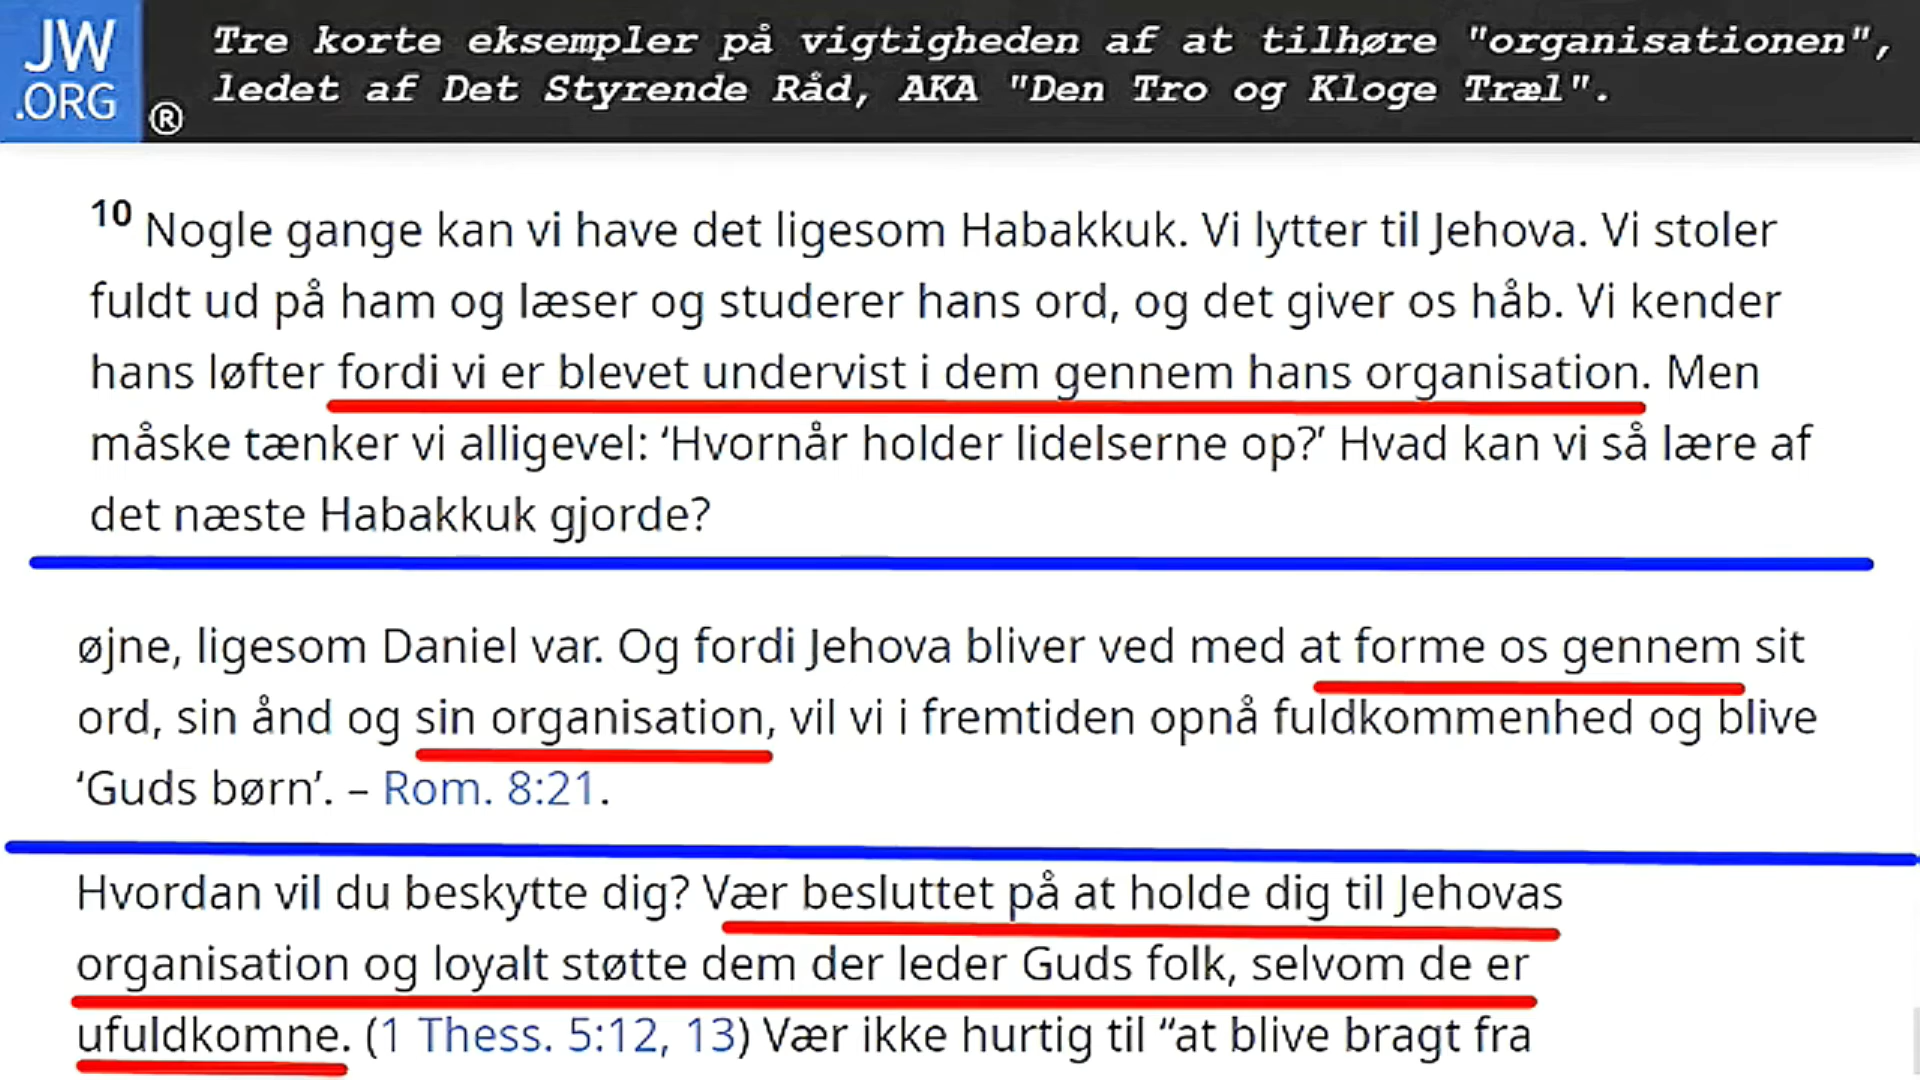 JW
.ORG
®
Tre korte eksempler på vigtigheden af at tilhøre "organisationen",
ledet af Det Styrende Råd, AKA "Den Tro og Kloge Træl".
10 Nogle gange kan vi have det ligesom Habakkuk. Vi lytter til Jehova. Vi stoler
fuldt ud på ham og læser og studerer hans ord, og det giver os håb. Vi kender
hans løfter fordi vi er blevet undervist i dem gennem hans organisation. Men
måske tænker vi alligevel: ‘Hvornår holder lidelserne op?’ Hvad kan vi så lære af
det næste Habakkuk gjorde?
øjne, ligesom Daniel var. Og fordi Jehova bliver ved med at forme os gennem sit
ord, sin ånd og sin organisation, vil vi i fremtiden opnå fuldkommenhed og blive
‘Guds børn’. – Rom. 8:21.
Hvordan vil du beskytte dig? Vær besluttet på at holde dig til Jehovas
organisation og loyalt støtte dem der leder Guds folk, selvom de er
ufuldkomne. (1 Thess. 5:12, 13) Vær ikke hurtig til “at blive bragt fra